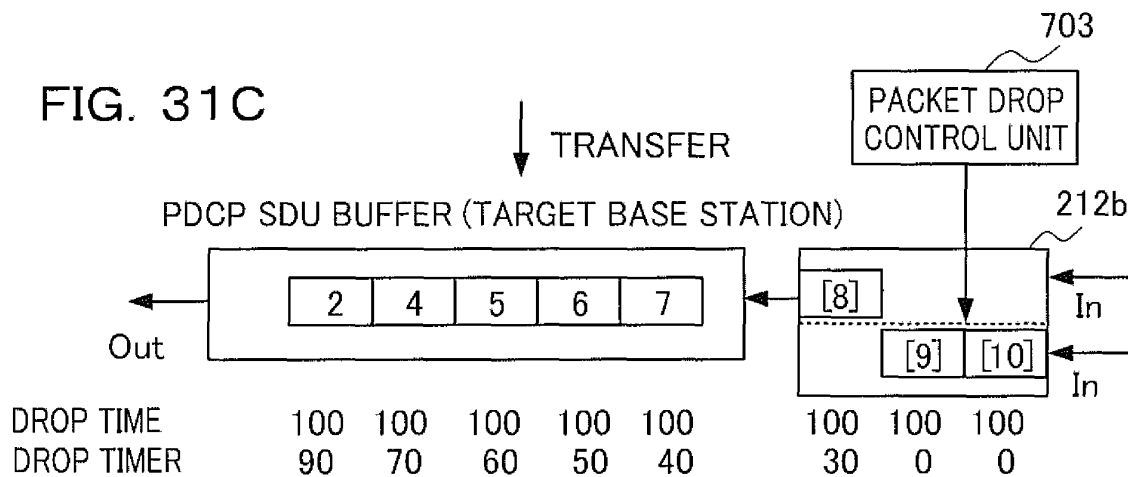 703
FIG. 31C
PACKET DROP
CONTROL UNIT
TRANSFER
PDCP SDU BUFFER (TARGET BASE STATION)
212b
2 4 5 6 7 [8]
In
Out
[9] [10]
In
DROP TIME 100 100 100 100 100 100 100 100
DROP TIMER 90 70 60 50 40 30 0 0